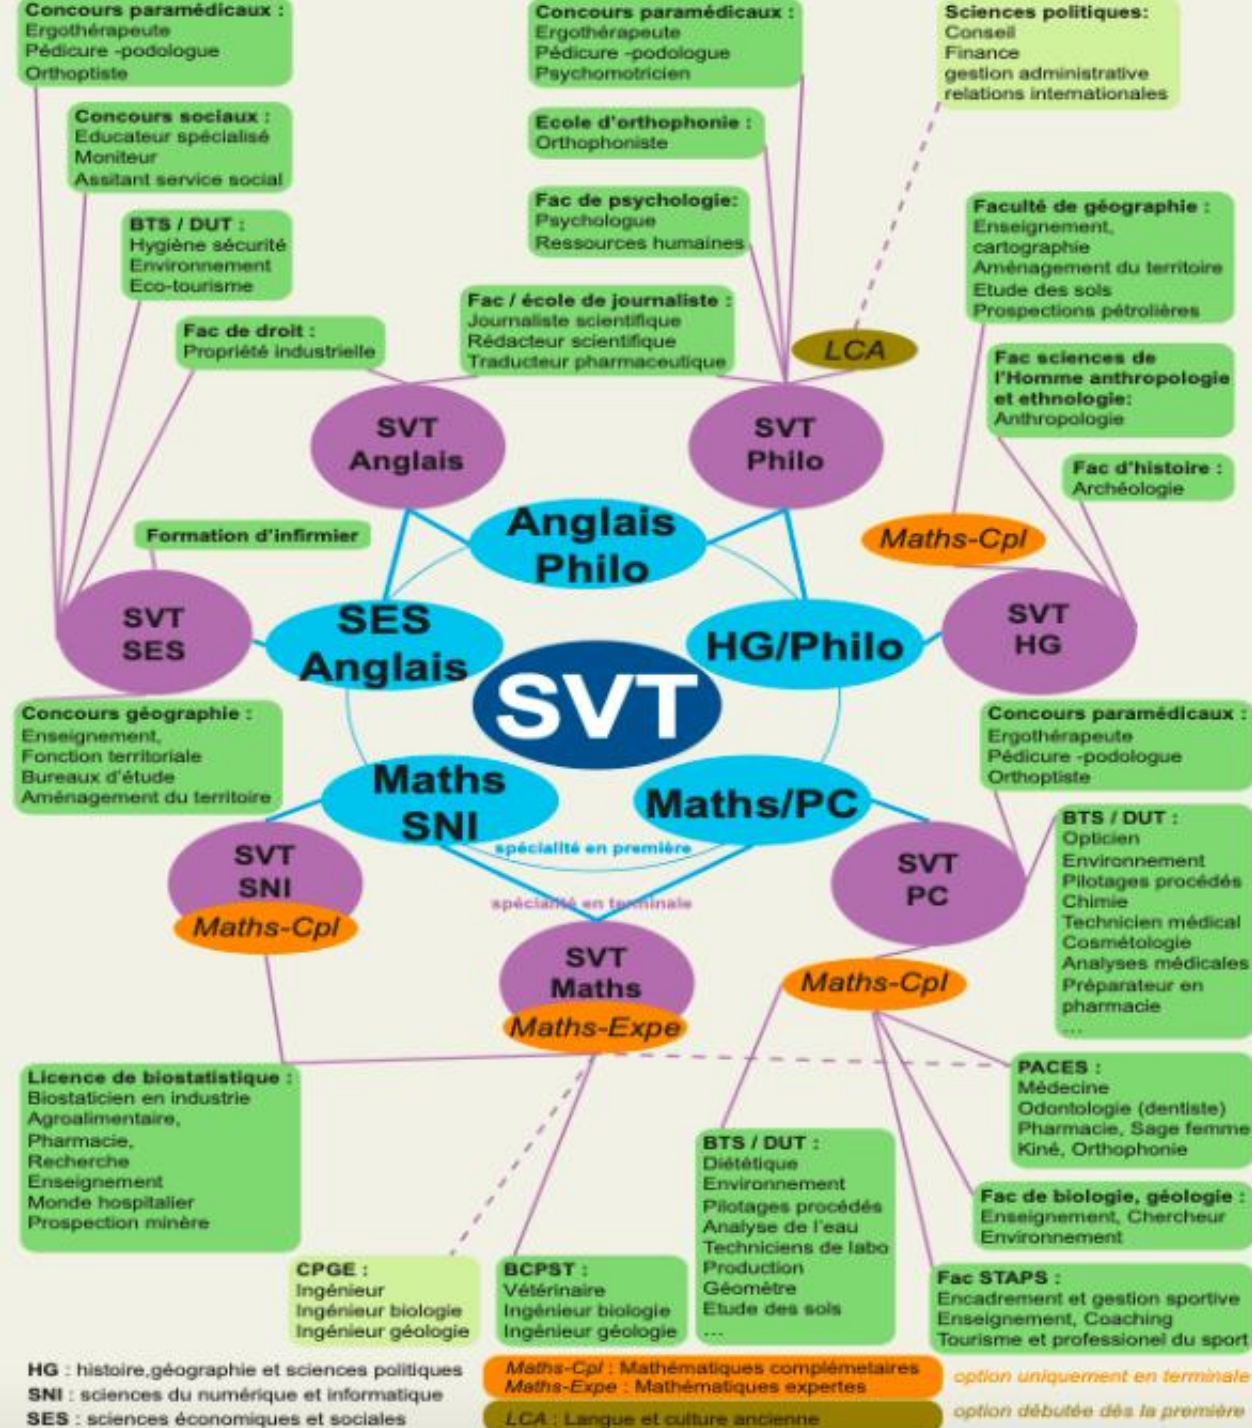 Concours paramédicaux :
Ergothérapeute
Pédicure -podologue
Orthoptiste
Concours sociaux :
Educateur spécialisé
Moniteur
Assitant service social
BTS / DUT :
Hygiène sécurité
Environnement
Eco-tourisme
Fac de droit :
Propriété industrielle
Concours paramédicaux :
Ergothérapeute
Pédicure -podologue
Psychomotricien
Ecole d'orthophonie :
Orthophoniste
Fac de psychologie:
Psychologue
Ressources humaines
Fac / école de journaliste :
Journaliste scientifique
Rédacteur scientifique
Traducteur pharmaceutique
Sciences politiques:
Conseil
Finance
gestion administrative
relations internationales
LCA
Faculté de géographie :
Enseignement,
cartographie
Aménagement du territoire
Etude des sols
Prospections pétrolières
Fac sciences de
l'Homme anthropologie
et ethnologie:
Anthropologie
Fac d'histoire :
Archéologie
SVT
Anglais
SVT
Philo
Anglais
Philo
Maths-Cpl
Formation d'infirmier
SVT
SES
SES
Anglais
HG/Philo
SVT
HG
SVT
Concours géographie :
Enseignement,
Fonction territoriale
Bureaux d'étude
Aménagement du territoire
Maths
SNI
Maths/PC
spécialité en première
spécialité en terminale
SVT
SNI
Maths-Cpl
SVT
Maths
Maths-Expe
SVT
PC
Maths-Cpl
Concours paramédicaux :
Ergothérapeute
Pédicure -podologue
Orthoptiste
BTS / DUT :
Opticien
Environnement
Pilotages procédés
Chimie
Technicien médical
Cosmétologie
Analyses médicales
Préparateur en
pharmacie
...
PACES :
Médecine
Odontologie (dentiste)
Pharmacie, Sage femme
Kiné, Orthophonie
Fac de biologie, géologie :
Enseignement, Chercheur
Environnement
Fac STAPS :
Encadrement et gestion sportive
Enseignement, Coaching
Tourisme et professionel du sport
Licence de biostatistique :
Biostaticien en industrie
Agroalimentaire,
Pharmacie,
Recherche
Enseignement
Monde hospitalier
Prospection minère
CPGE :
Ingénieur
Ingénieur biologie
Ingénieur géologie
BCPST :
Vétérinaire
Ingénieur biologie
Ingénieur géologie
BTS / DUT :
Diététique
Environnement
Pilotages procédés
Analyse de l'eau
Techniciens de labo
Production
Géomètre
Etude des sols
...
HG : histoire,géographie et sciences politiques
SNI : sciences du numérique et informatique
SES : sciences économiques et sociales
Maths-Cpl : Mathématiques complémetaires
Maths-Expe : Mathématiques expertes
LCA : Langue et culture ancienne
option uniquement en terminale
option débutée dès la première